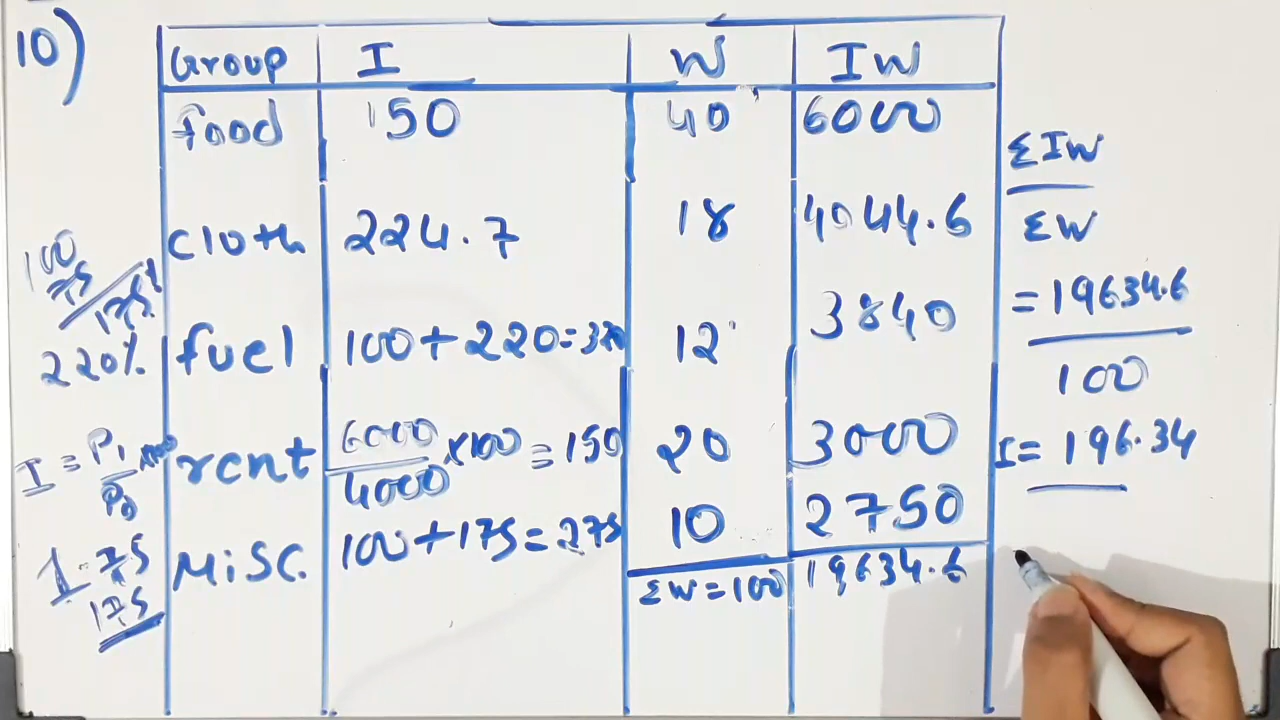 10)
Group I W IW
food 150 40 6000
Cloth 224.7 18 4044.6
fuel 100+220=320 12 3840
rent 6000/4000 ×100 = 150 20 3000
Misc. 100+175=275 10 2750
ΣW=100 19634.6
100
75
175%
220%
I = P1/P0 ×100
1.75
175
ΣIW
ΣW
=19634.6
100
I= 196.34